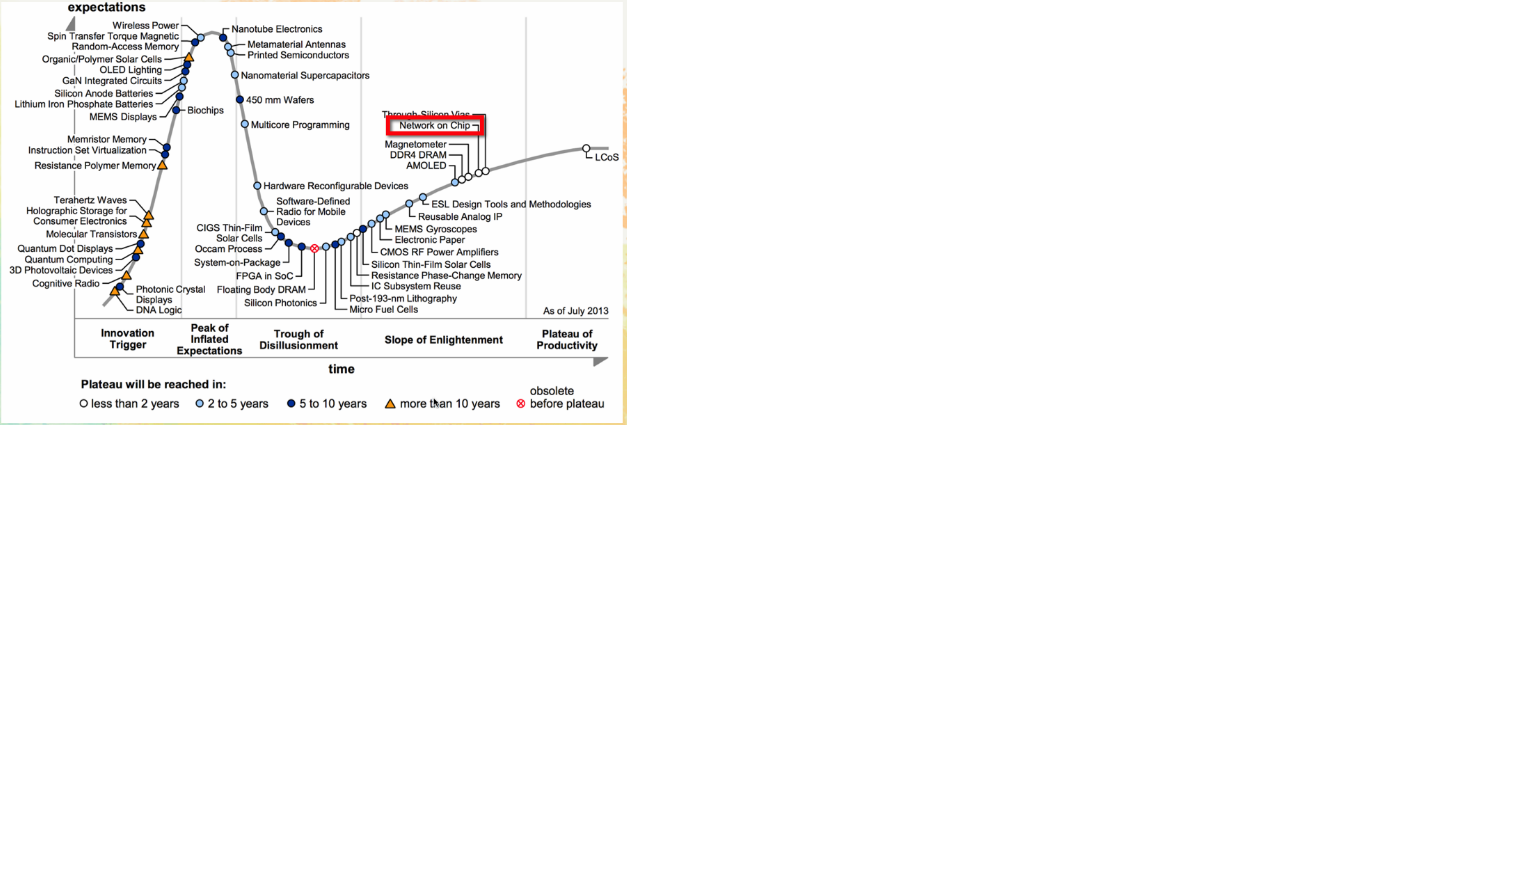 expectations
Wireless Power
Spin Transfer Torque Magnetic
Random-Access Memory
Organic/Polymer Solar Cells
OLED Lighting
GaN Integrated Circuits
Silicon Anode Batteries
Lithium Iron Phosphate Batteries
MEMS Displays
Biochips
Memristor Memory
Instruction Set Virtualization
Resistance Polymer Memory
Terahertz Waves
Holographic Storage for
Consumer Electronics
Molecular Transistors
Quantum Dot Displays
Quantum Computing
3D Photovoltaic Devices
Cognitive Radio
Photonic Crystal
Displays
DNA Logic
Nanotube Electronics
Metamaterial Antennas
Printed Semiconductors
Nanomaterial Supercapacitors
450 mm Wafers
Multicore Programming
Hardware Reconfigurable Devices
Software-Defined
Radio for Mobile
Devices
CIGS Thin-Film
Solar Cells
Occam Process
System-on-Package
FPGA in SoC
Floating Body DRAM
Silicon Photonics
Through-Silicon Vias
Network on Chip
Magnetometer
DDR4 DRAM
AMOLED
LCoS
ESL Design Tools and Methodologies
Reusable Analog IP
MEMS Gyroscopes
Electronic Paper
CMOS RF Power Amplifiers
Silicon Thin-Film Solar Cells
Resistance Phase-Change Memory
IC Subsystem Reuse
Post-193-nm Lithography
Micro Fuel Cells
As of July 2013
Innovation
Trigger
Peak of
Inflated
Expectations
Trough of
Disillusionment
Slope of Enlightenment
Plateau of
Productivity
time
Plateau will be reached in:
less than 2 years
2 to 5 years
5 to 10 years
more than 10 years
obsolete
before plateau